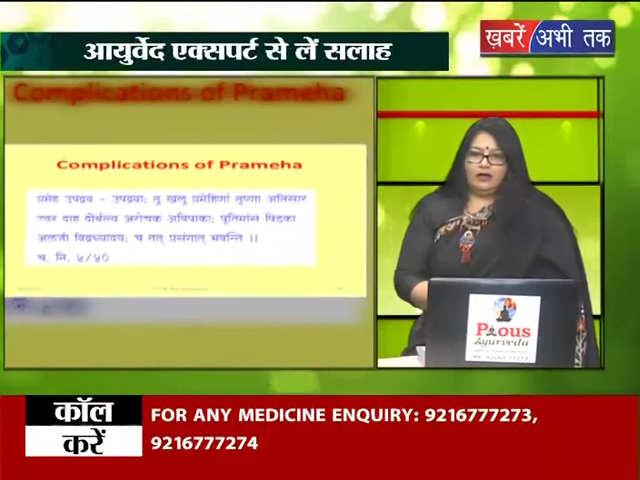 आयुर्वेद एक्सपर्ट से लें सलाह
ख़बरें अभी तक
Complications of Prameha
Complications of Prameha
प्रमेह उपद्रव - उपद्रवाः तु खलु प्रमेहिणां तृष्णा अतिसार
ज्वर दाह दौर्बल्य अरोचक अविपाकाः पुतिमांस पिडका
अलजी विद्रध्यादयः च तत् प्रसंगात् भवन्ति ।।
च. नि. ४/४०
Pious
Ayurveda
कॉल
करें
FOR ANY MEDICINE ENQUIRY: 9216777273,
9216777274